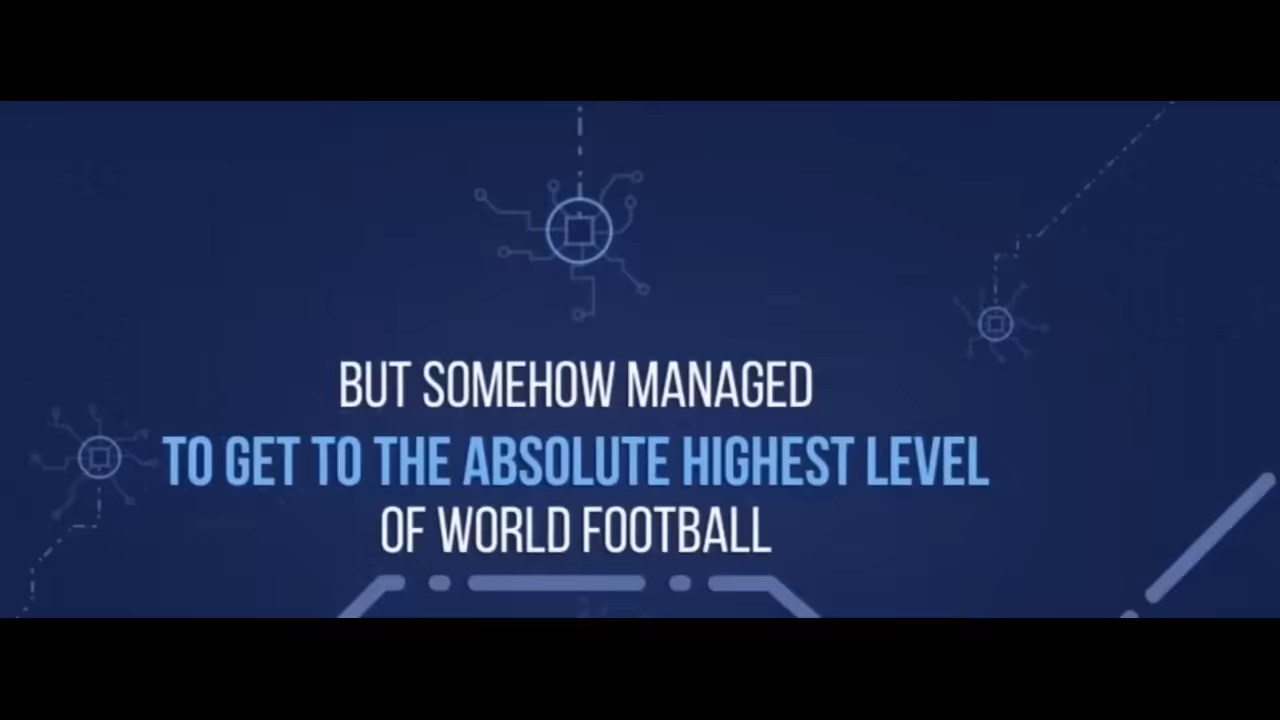 BUT SOMEHOW MANAGED
TO GET TO THE ABSOLUTE HIGHEST LEVEL
OF WORLD FOOTBALL